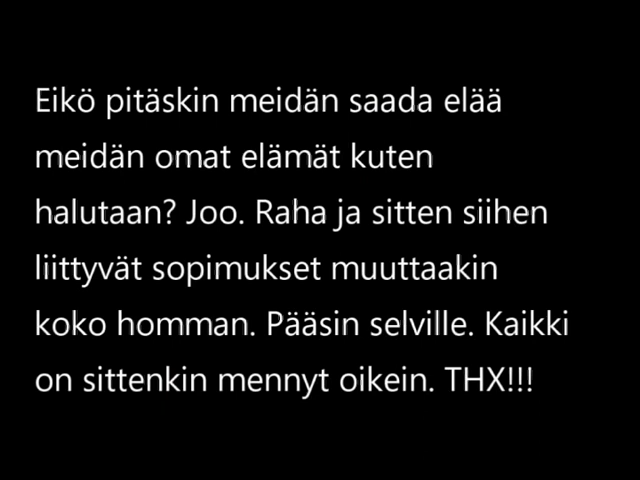 Eikö pitäskin meidän saada elää
meidän omat elämät kuten
halutaan? Joo. Raha ja sitten siihen
liittyvät sopimukset muuttaakin
koko homman. Pääsin selville. Kaikki
on sittenkin mennyt oikein. THX!!!